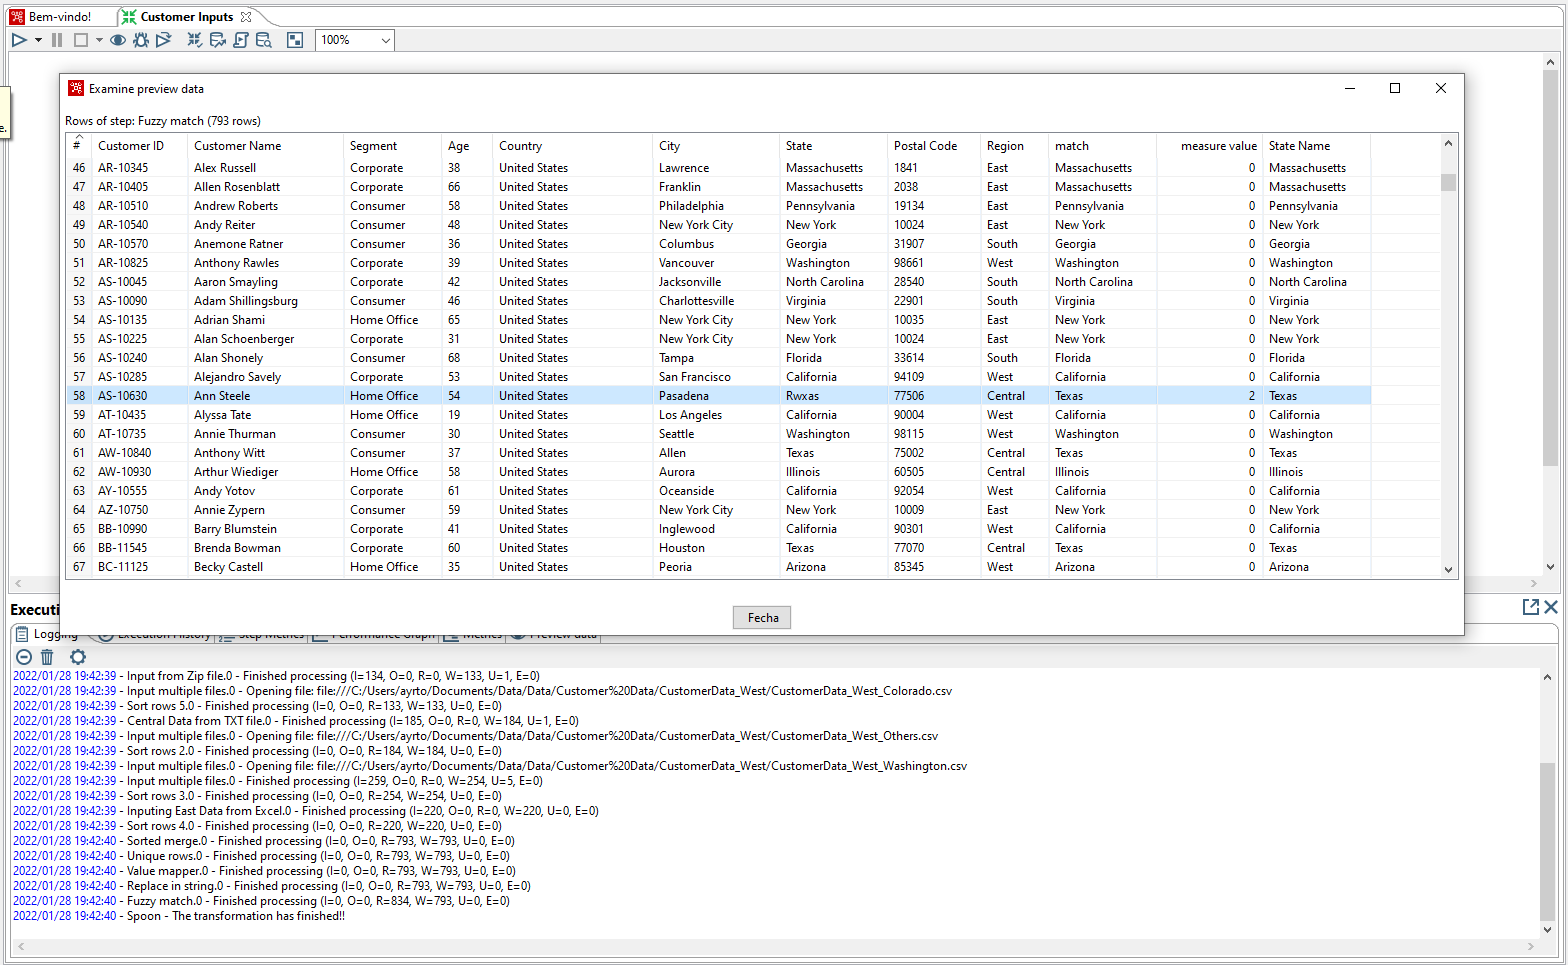 Bem-vindo!
Customer Inputs
100%
e.
Examine preview data
Rows of step: Fuzzy match (793 rows)
# Customer ID Customer Name Segment Age Country City State Postal Code Region match measure value State Name
46 AR-10345 Alex Russell Corporate 38 United States Lawrence Massachusetts 1841 East Massachusetts 0 Massachusetts
47 AR-10405 Allen Rosenblatt Corporate 66 United States Franklin Massachusetts 2038 East Massachusetts 0 Massachusetts
48 AR-10510 Andrew Roberts Consumer 58 United States Philadelphia Pennsylvania 19134 East Pennsylvania 0 Pennsylvania
49 AR-10540 Andy Reiter Consumer 48 United States New York City New York 10024 East New York 0 New York
50 AR-10570 Anemone Ratner Consumer 36 United States Columbus Georgia 31907 South Georgia 0 Georgia
51 AR-10825 Anthony Rawles Corporate 39 United States Vancouver Washington 98661 West Washington 0 Washington
52 AS-10045 Aaron Smayling Corporate 42 United States Jacksonville North Carolina 28540 South North Carolina 0 North Carolina
53 AS-10090 Adam Shillingsburg Consumer 46 United States Charlottesville Virginia 22901 South Virginia 0 Virginia
54 AS-10135 Adrian Shami Home Office 65 United States New York City New York 10035 East New York 0 New York
55 AS-10225 Alan Schoenberger Corporate 31 United States New York City New York 10024 East New York 0 New York
56 AS-10240 Alan Shonely Consumer 68 United States Tampa Florida 33614 South Florida 0 Florida
57 AS-10285 Alejandro Savely Corporate 53 United States San Francisco California 94109 West California 0 California
58 AS-10630 Ann Steele Home Office 54 United States Pasadena Rwxas 77506 Central Texas 2 Texas
59 AT-10435 Alyssa Tate Home Office 19 United States Los Angeles California 90004 West California 0 California
60 AT-10735 Annie Thurman Consumer 30 United States Seattle Washington 98115 West Washington 0 Washington
61 AW-10840 Anthony Witt Consumer 37 United States Allen Texas 75002 Central Texas 0 Texas
62 AW-10930 Arthur Wiediger Home Office 58 United States Aurora Illinois 60505 Central Illinois 0 Illinois
63 AY-10555 Andy Yotov Corporate 61 United States Oceanside California 92054 West California 0 California
64 AZ-10750 Annie Zypern Consumer 59 United States New York City New York 10009 East New York 0 New York
65 BB-10990 Barry Blumstein Corporate 41 United States Inglewood California 90301 West California 0 California
66 BB-11545 Brenda Bowman Corporate 60 United States Houston Texas 77070 Central Texas 0 Texas
67 BC-11125 Becky Castell Home Office 35 United States Peoria Arizona 85345 West Arizona 0 Arizona
Fecha
Executi
Logging Execution History Step Metrics Performance Graph Metrics Preview data
2022/01/28 19:42:39 - Input from Zip file.0 - Finished processing (I=134, O=0, R=0, W=133, U=1, E=0)
2022/01/28 19:42:39 - Input multiple files.0 - Opening file: file:///C:/Users/ayrto/Documents/Data/Data/Customer%20Data/CustomerData_West/CustomerData_West_Colorado.csv
2022/01/28 19:42:39 - Sort rows 5.0 - Finished processing (I=0, O=0, R=133, W=133, U=0, E=0)
2022/01/28 19:42:39 - Central Data from TXT file.0 - Finished processing (I=185, O=0, R=0, W=184, U=1, E=0)
2022/01/28 19:42:39 - Input multiple files.0 - Opening file: file:///C:/Users/ayrto/Documents/Data/Data/Customer%20Data/CustomerData_West/CustomerData_West_Others.csv
2022/01/28 19:42:39 - Sort rows 2.0 - Finished processing (I=0, O=0, R=184, W=184, U=0, E=0)
2022/01/28 19:42:39 - Input multiple files.0 - Opening file: file:///C:/Users/ayrto/Documents/Data/Data/Customer%20Data/CustomerData_West/CustomerData_West_Washington.csv
2022/01/28 19:42:39 - Input multiple files.0 - Finished processing (I=259, O=0, R=0, W=254, U=5, E=0)
2022/01/28 19:42:39 - Sort rows 3.0 - Finished processing (I=0, O=0, R=254, W=254, U=0, E=0)
2022/01/28 19:42:39 - Inputing East Data from Excel.0 - Finished processing (I=220, O=0, R=0, W=220, U=0, E=0)
2022/01/28 19:42:39 - Sort rows 4.0 - Finished processing (I=0, O=0, R=220, W=220, U=0, E=0)
2022/01/28 19:42:40 - Sorted merge.0 - Finished processing (I=0, O=0, R=793, W=793, U=0, E=0)
2022/01/28 19:42:40 - Unique rows.0 - Finished processing (I=0, O=0, R=793, W=793, U=0, E=0)
2022/01/28 19:42:40 - Value mapper.0 - Finished processing (I=0, O=0, R=793, W=793, U=0, E=0)
2022/01/28 19:42:40 - Replace in string.0 - Finished processing (I=0, O=0, R=793, W=793, U=0, E=0)
2022/01/28 19:42:40 - Fuzzy match.0 - Finished processing (I=0, O=0, R=834, W=793, U=0, E=0)
2022/01/28 19:42:40 - Spoon - The transformation has finished!!